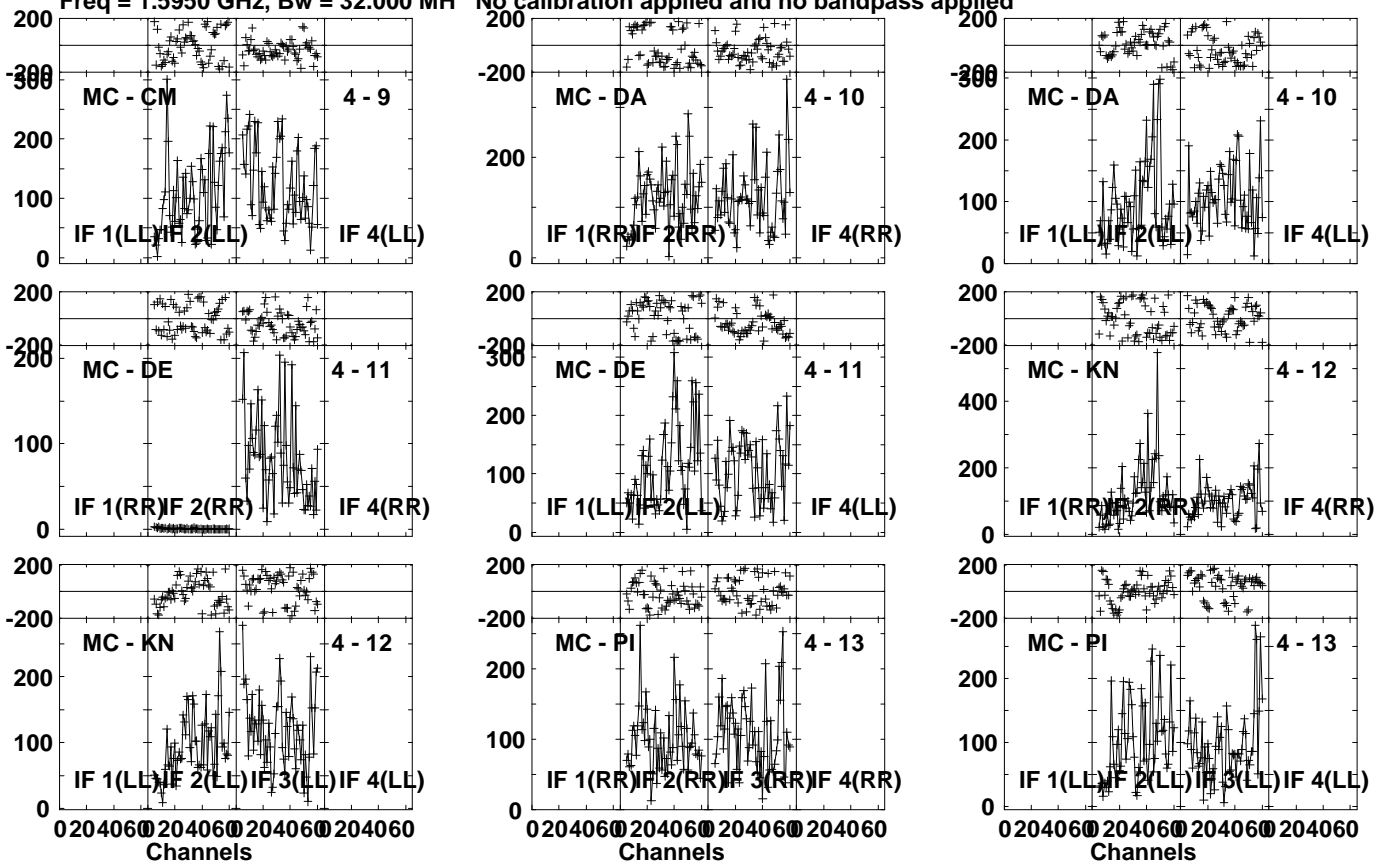 Freq = 1.5950 GHz, Bw = 32.000 MH No calibration applied and no bandpass applied
200
-200
300
200
100
0
MC - CM
4 - 9
IF 1(LL)
IF 2(LL)
IF 4(LL)
200
-200
200
0
MC - DA
4 - 10
IF 1(RR)
IF 2(RR)
IF 4(RR)
200
-200
300
200
100
0
MC - DA
4 - 10
IF 1(LL)
IF 2(LL)
IF 4(LL)
200
-200
200
100
0
MC - DE
4 - 11
IF 1(RR)
IF 2(RR)
IF 4(RR)
200
-200
300
200
100
0
MC - DE
4 - 11
IF 1(LL)
IF 2(LL)
IF 4(LL)
200
-200
400
200
0
MC - KN
4 - 12
IF 1(RR)
IF 2(RR)
IF 4(RR)
200
-200
200
100
0
MC - KN
4 - 12
IF 1(LL)
IF 2(LL)
IF 3(LL)
IF 4(LL)
200
-200
200
100
0
MC - PI
4 - 13
IF 1(RR)
IF 2(RR)
IF 3(RR)
IF 4(RR)
200
-200
200
100
0
MC - PI
4 - 13
IF 1(LL)
IF 2(LL)
IF 3(LL)
IF 4(LL)
0 20 40 60 0 20 40 60 0 20 40 60 0 20 40 60
Channels
0 20 40 60 0 20 40 60 0 20 40 60 0 20 40 60
Channels
0 20 40 60 0 20 40 60 0 20 40 60 0 20 40 60
Channels